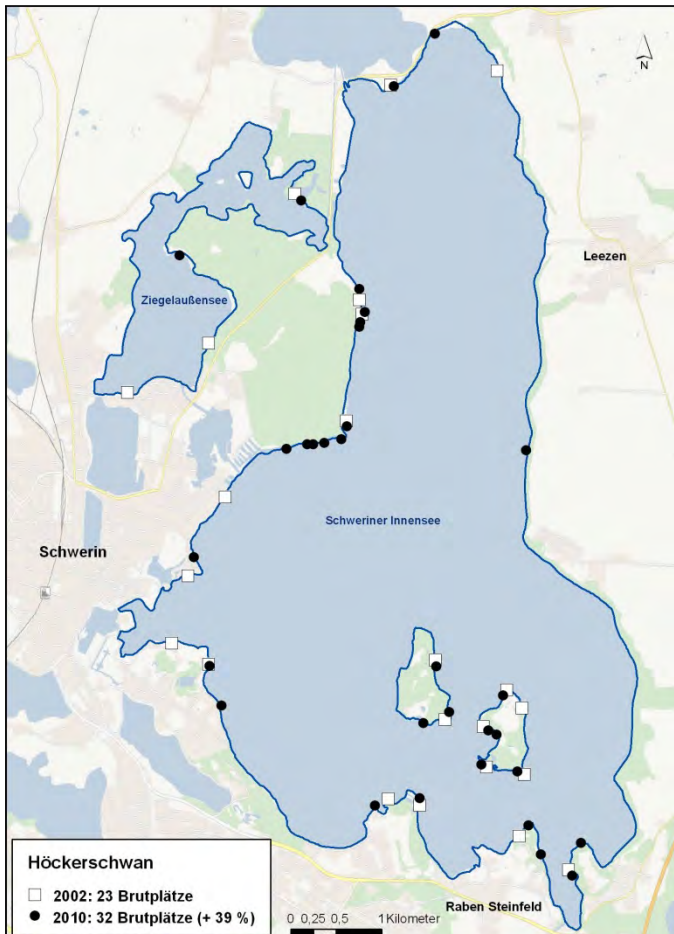 N
Leezen
Ziegelaußensee
Schweriner Innensee
Schwerin
Höckerschwan
2002: 23 Brutplätze
2010: 32 Brutplätze (+ 39 %)
Raben Steinfeld
0 0,25 0,5 1 Kilometer